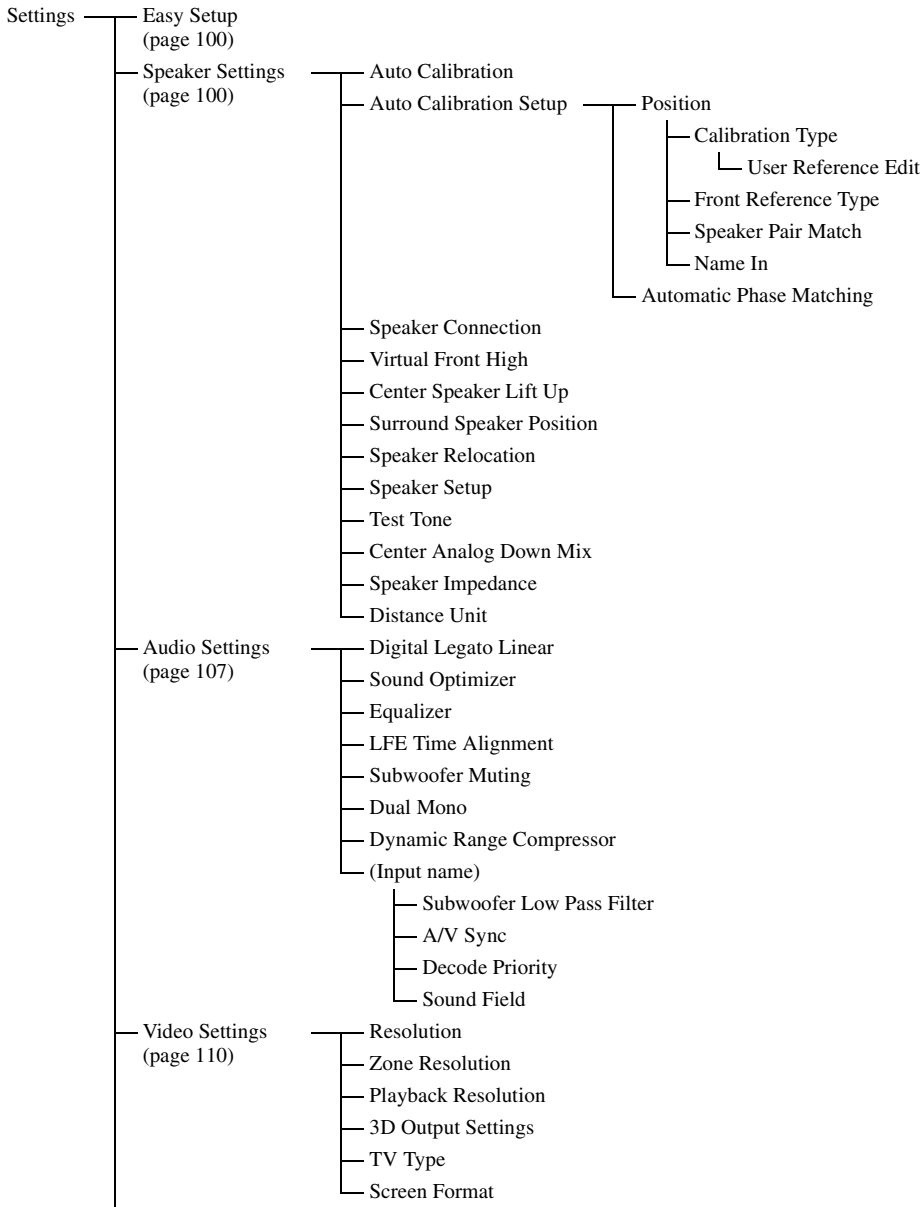 Settings
Easy Setup
(page 100)
Speaker Settings
(page 100)
Auto Calibration
Auto Calibration Setup
Position
Calibration Type
User Reference Edit
Front Reference Type
Speaker Pair Match
Name In
Automatic Phase Matching
Speaker Connection
Virtual Front High
Center Speaker Lift Up
Surround Speaker Position
Speaker Relocation
Speaker Setup
Test Tone
Center Analog Down Mix
Speaker Impedance
Distance Unit
Audio Settings
(page 107)
Digital Legato Linear
Sound Optimizer
Equalizer
LFE Time Alignment
Subwoofer Muting
Dual Mono
Dynamic Range Compressor
(Input name)
Subwoofer Low Pass Filter
A/V Sync
Decode Priority
Sound Field
Video Settings
(page 110)
Resolution
Zone Resolution
Playback Resolution
3D Output Settings
TV Type
Screen Format